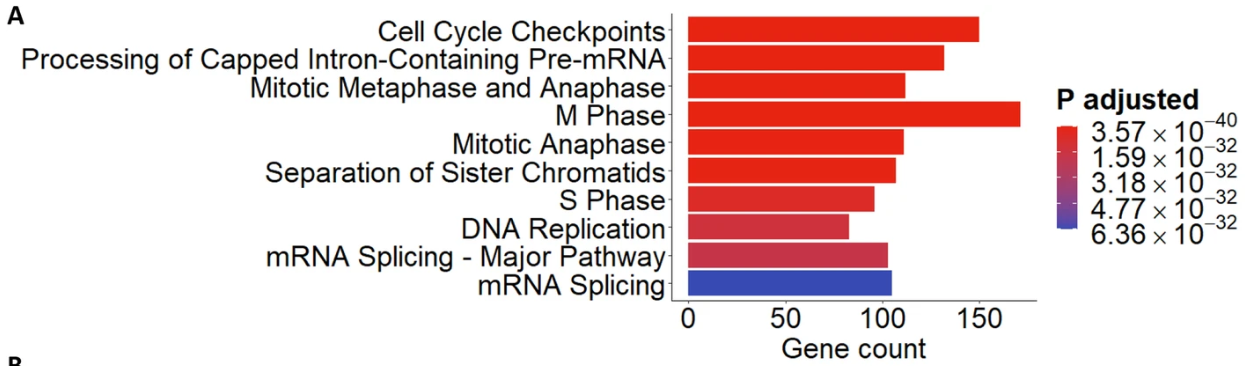 A
Cell Cycle Checkpoints
Processing of Capped Intron-Containing Pre-mRNA
Mitotic Metaphase and Anaphase
M Phase
Mitotic Anaphase
Separation of Sister Chromatids
S Phase
DNA Replication
mRNA Splicing - Major Pathway
mRNA Splicing
0 50 100 150
Gene count
P adjusted
3.57 × 10⁻⁴⁰
1.59 × 10⁻³²
3.18 × 10⁻³²
4.77 × 10⁻³²
6.36 × 10⁻³²
B